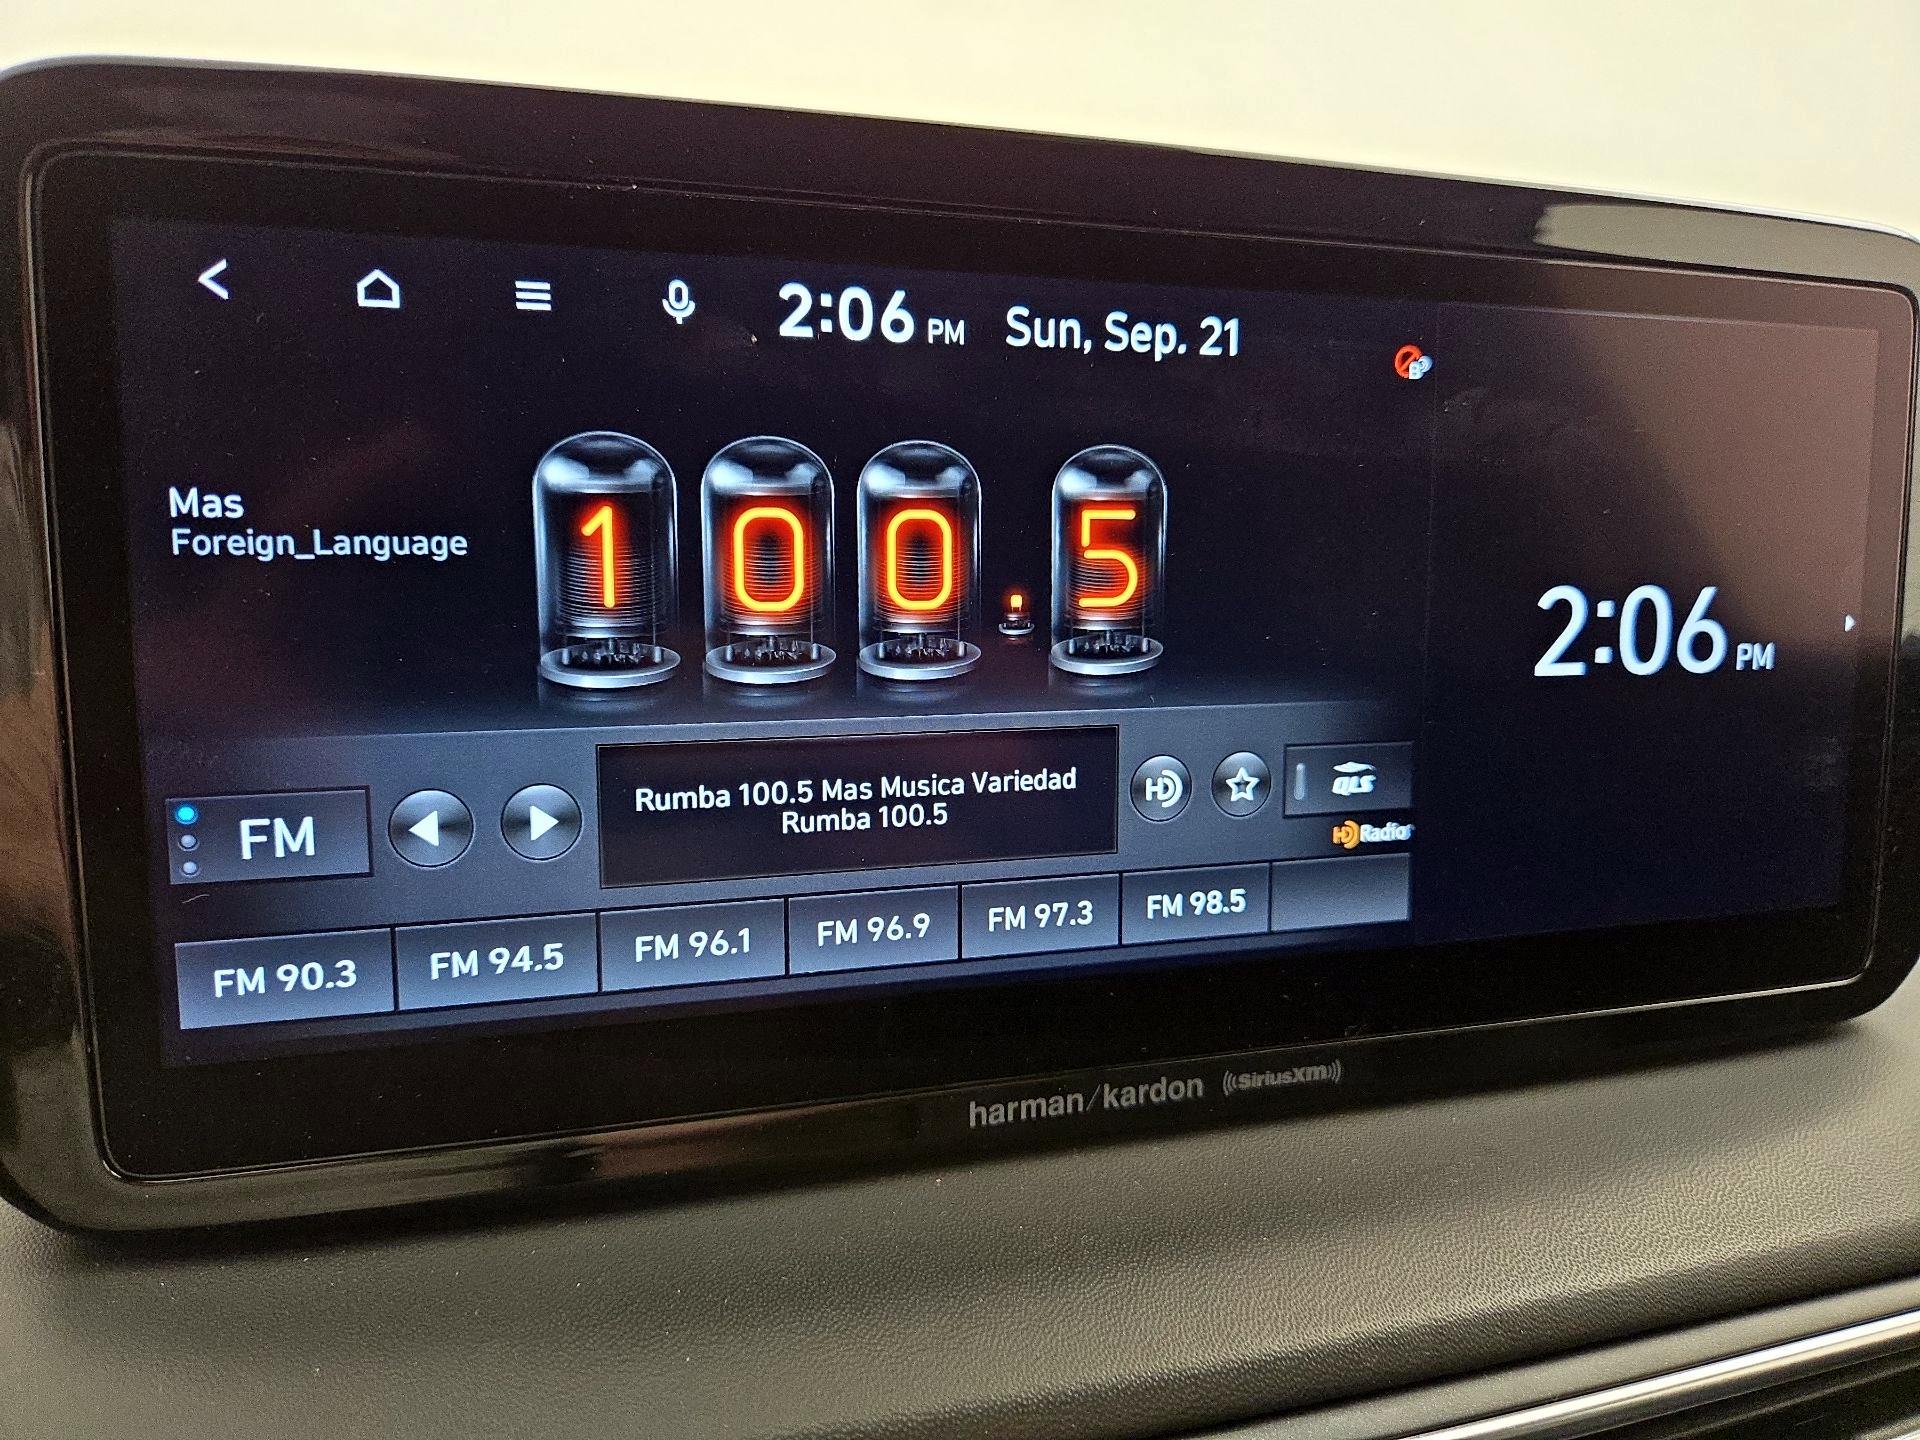 2:06 PM Sun, Sep. 21
Mas
Foreign_Language
100.5
2:06 PM
FM
Rumba 100.5 Mas Musica Variedad
Rumba 100.5
HD
QLS
HD Radio
FM 90.3
FM 94.5
FM 96.1
FM 96.9
FM 97.3
FM 98.5
harman/kardon
((SiriusXM))